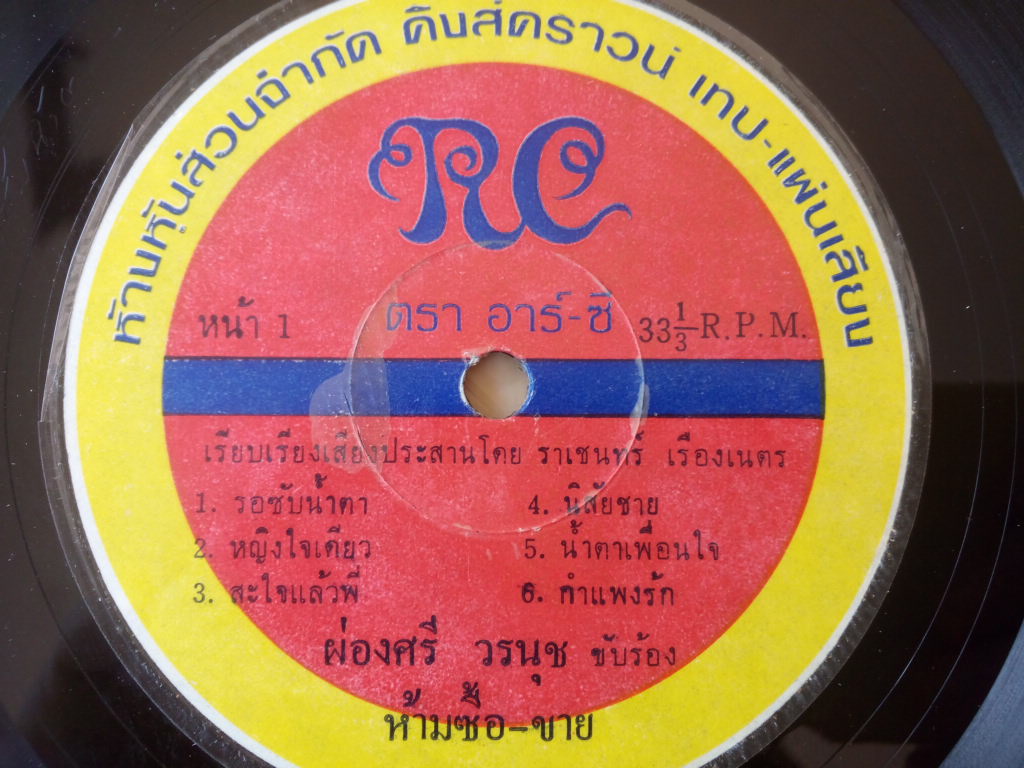 ห้างหุ้นส่วนจำกัด คิงส์คราวน์ เทป-แผ่นเสียง
RC
หน้า 1
ตรา อาร์-ซี
33⅓ R.P.M.
เรียบเรียงเสียงประสานโดย ราเชนทร์ เรืองเนตร
1. รอซับน้ำตา
2. หญิงใจเดียว
3. สะใจแล้วพี่
4. นิสัยชาย
5. น้ำตาเพื่อนใจ
6. กำแพงรัก
ผ่องศรี วรนุช ขับร้อง
ห้ามซื้อ-ขาย